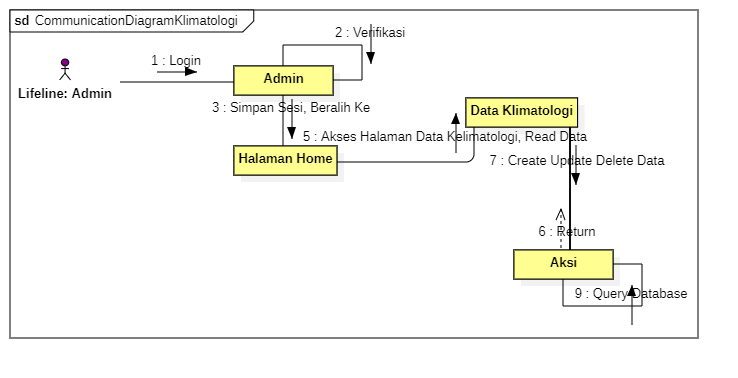 sd CommunicationDiagramKlimatologi
2 : Verifikasi
1 : Login
Admin
Lifeline: Admin
3 : Simpan Sesi, Beralih Ke
Data Klimatologi
5 : Akses Halaman Data Kelimatologi, Read Data
Halaman Home
7 : Create Update Delete Data
6 : Return
Aksi
9 : Query Database